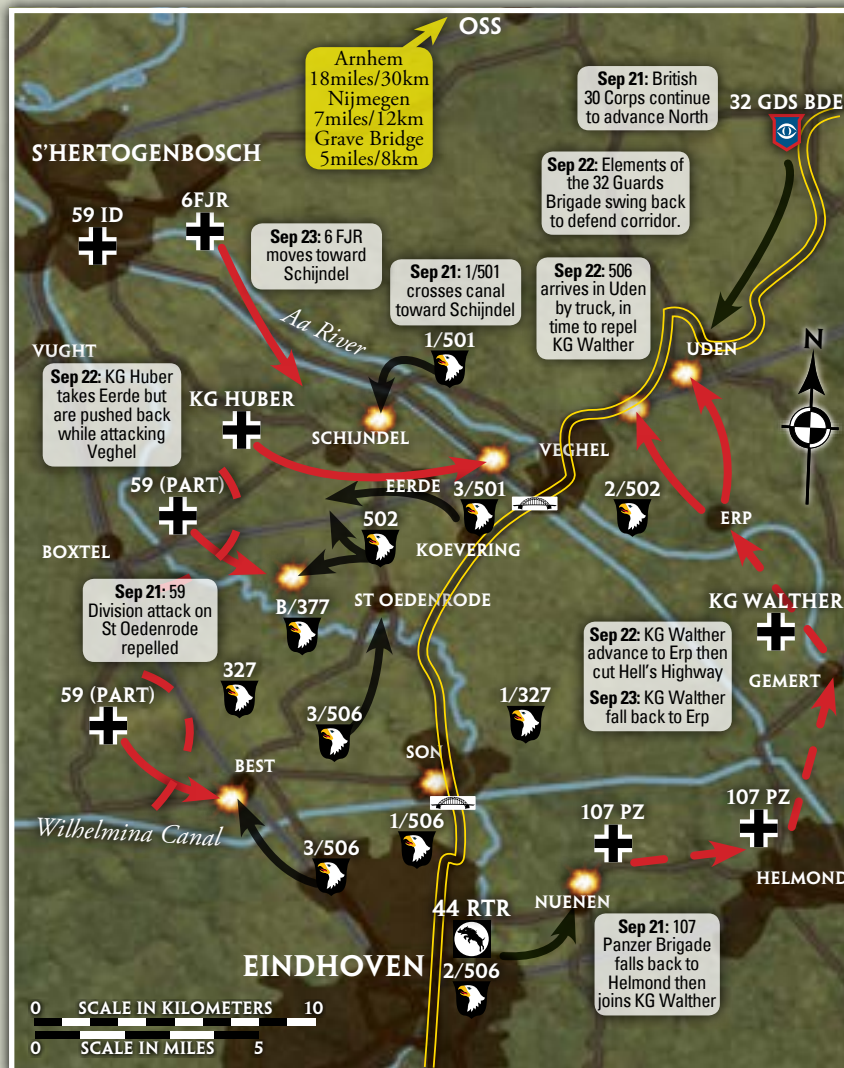 OSS
Arnhem
18miles/30km
Nijmegen
7miles/12km
Grave Bridge
5miles/8km
Sep 21: British
30 Corps continue
to advance North
32 GDS BDE
S'HERTOGENBOSCH
Sep 22: Elements of
the 32 Guards
Brigade swing back
to defend corridor.
59 ID
6FJR
Sep 23: 6 FJR
moves toward
Schijndel
Sep 21: 1/501
crosses canal
toward Schijndel
Sep 22: 506
arrives in Uden
by truck, in
time to repel
KG Walther
Aa River
N
VUGHT
1/501
UDEN
Sep 22: KG Huber
takes Eerde but
are pushed back
while attacking
Veghel
KG HUBER
SCHIJNDEL
VEGHEL
59 (PART)
EERDE
3/501
2/502
ERP
502
KOEVERING
BOXTEL
Sep 21: 59
Division attack on
St Oedenrode
repelled
B/377
ST OEDENRODE
KG WALTHER
Sep 22: KG Walther
advance to Erp then
cut Hell's Highway
Sep 23: KG Walther
fall back to Erp
GEMERT
327
59 (PART)
1/327
3/506
SON
BEST
Wilhelmina Canal
1/506
107 PZ
107 PZ
3/506
HELMOND
NUENEN
44 RTR
Sep 21: 107
Panzer Brigade
falls back to
Helmond then
joins KG Walther
EINDHOVEN
2/506
0 SCALE IN KILOMETERS 10
0 SCALE IN MILES 5